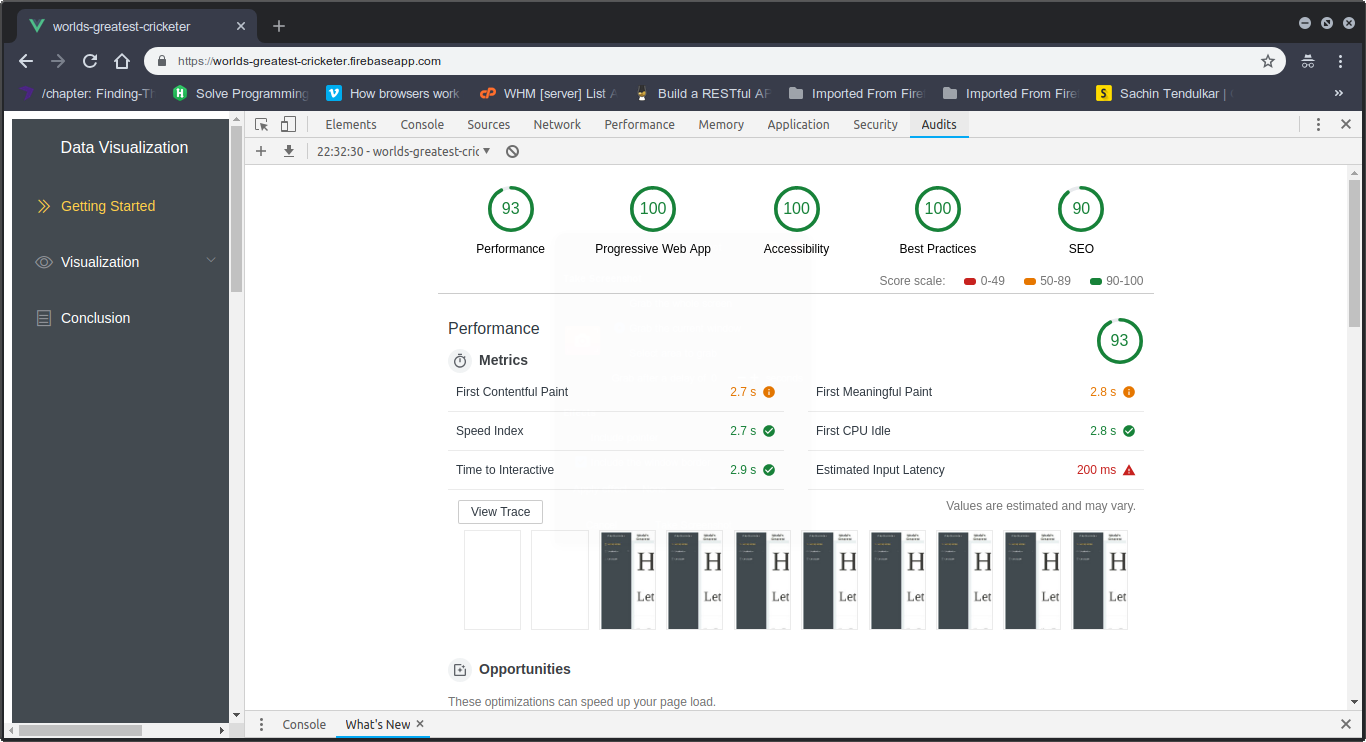 worlds-greatest-cricketer
https://worlds-greatest-cricketer.firebaseapp.com
/chapter: Finding-Th
Solve Programming
How browsers work
WHM [server] List A
Build a RESTful AP
Imported From Fire
Imported From Fire
Sachin Tendulkar |
Data Visualization
Getting Started
Visualization
Conclusion
Elements Console Sources Network Performance Memory Application Security Audits
22:32:30 - worlds-greatest-cric
93 100 100 100 90
Performance Progressive Web App Accessibility Best Practices SEO
Score scale: 0-49 50-89 90-100
Performance 93
Metrics
First Contentful Paint 2.7 s First Meaningful Paint 2.8 s
Speed Index 2.7 s First CPU Idle 2.8 s
Time to Interactive 2.9 s Estimated Input Latency 200 ms
View Trace Values are estimated and may vary.
H H H H H H H H
Let Let Let Let Let Let Let Let
Opportunities
These optimizations can speed up your page load.
Console What's New